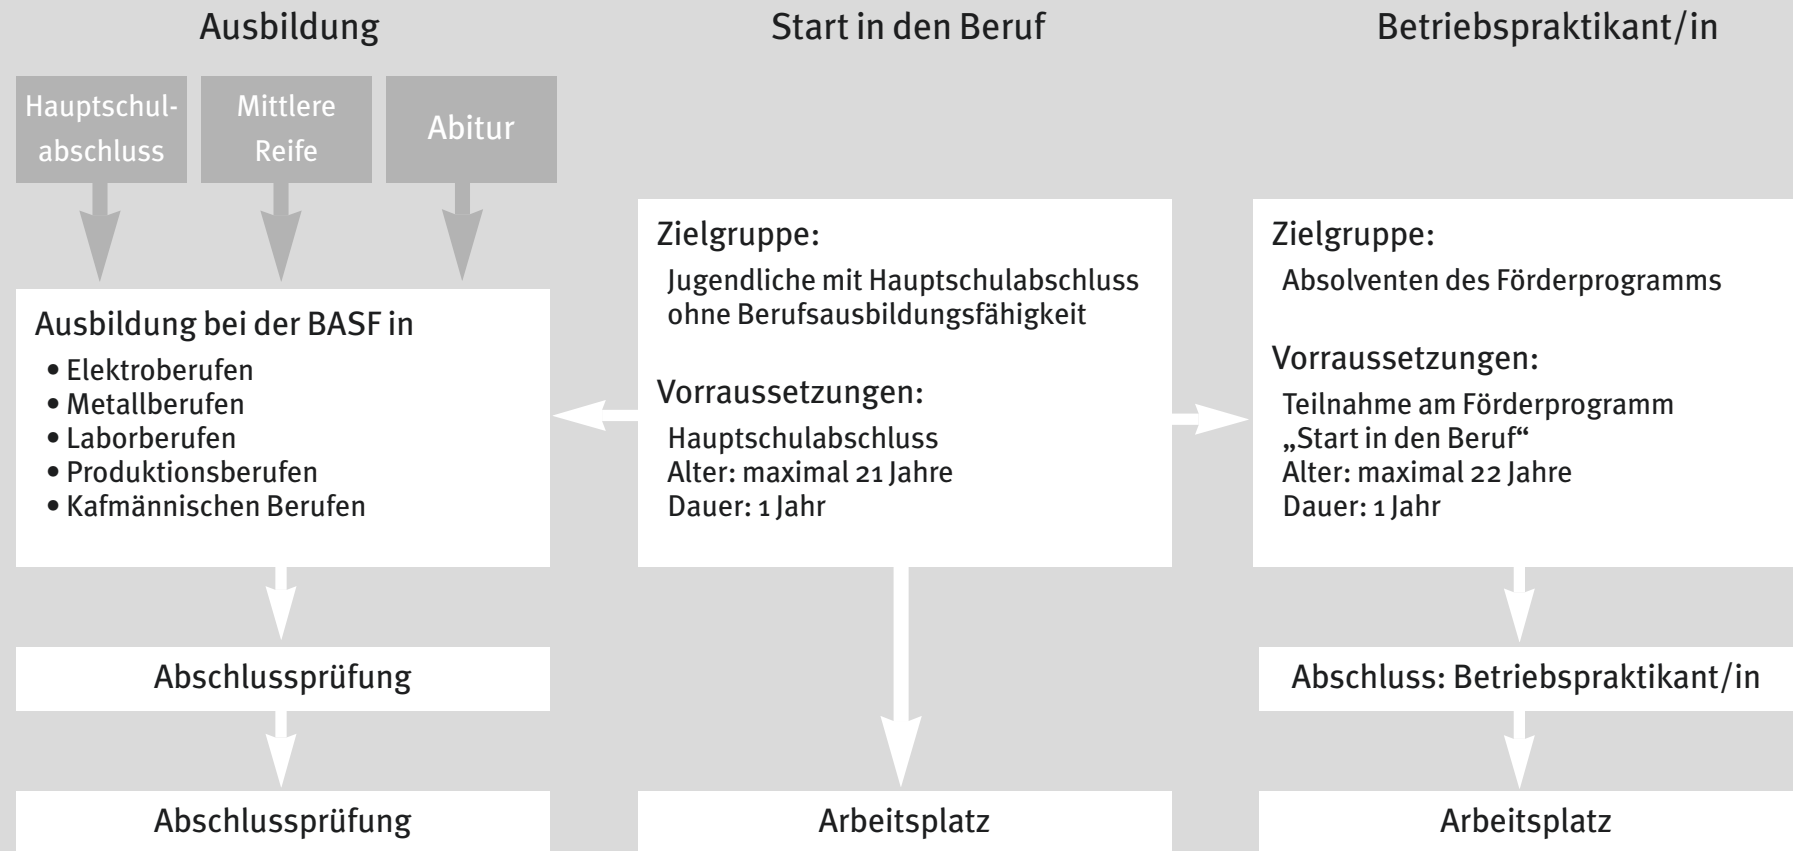 Ausbildung
Hauptschul-
abschluss
Mittlere
Reife
Abitur
Ausbildung bei der BASF in
• Elektroberufen
• Metallberufen
• Laborberufen
• Produktionsberufen
• Kafmännischen Berufen
Abschlussprüfung
Abschlussprüfung
Start in den Beruf
Zielgruppe:
Jugendliche mit Hauptschulabschluss
ohne Berufsausbildungsfähigkeit
Vorraussetzungen:
Hauptschulabschluss
Alter: maximal 21 Jahre
Dauer: 1 Jahr
Arbeitsplatz
Betriebspraktikant/in
Zielgruppe:
Absolventen des Förderprogramms
Vorraussetzungen:
Teilnahme am Förderprogramm
„Start in den Beruf“
Alter: maximal 22 Jahre
Dauer: 1 Jahr
Abschluss: Betriebspraktikant/in
Arbeitsplatz